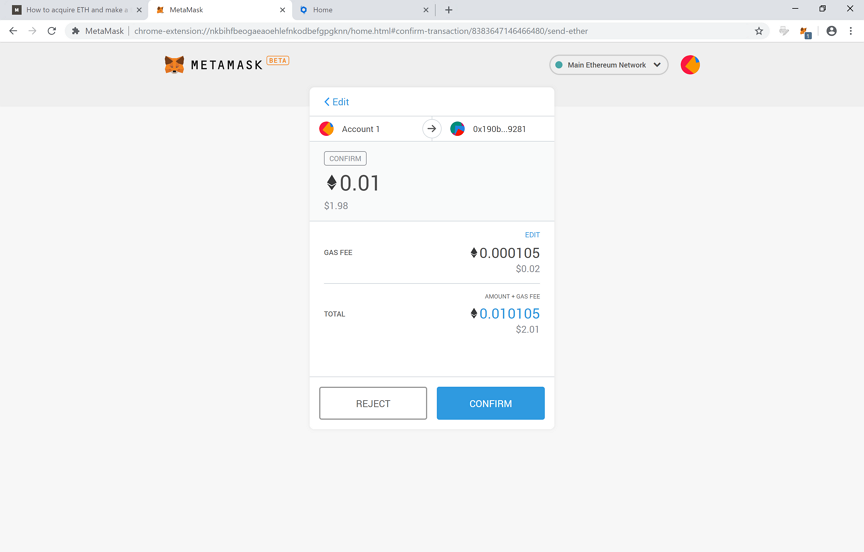 How to acquire ETH and make a
MetaMask
Home
MetaMask
chrome-extension://nkbihfbeogaeaoehlefnkodbefgpgknn/home.html#confirm-transaction/8383647146466480/send-ether
1
METAMASK BETA
Main Ethereum Network
Edit
Account 1
0x190b...9281
CONFIRM
0.01
$1.98
EDIT
GAS FEE
0.000105
$0.02
AMOUNT + GAS FEE
TOTAL
0.010105
$2.01
REJECT
CONFIRM